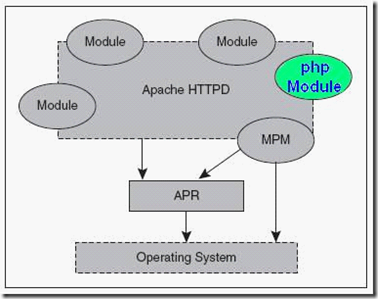 Module
Module
php
Module
Apache HTTPD
Module
MPM
APR
Operating System